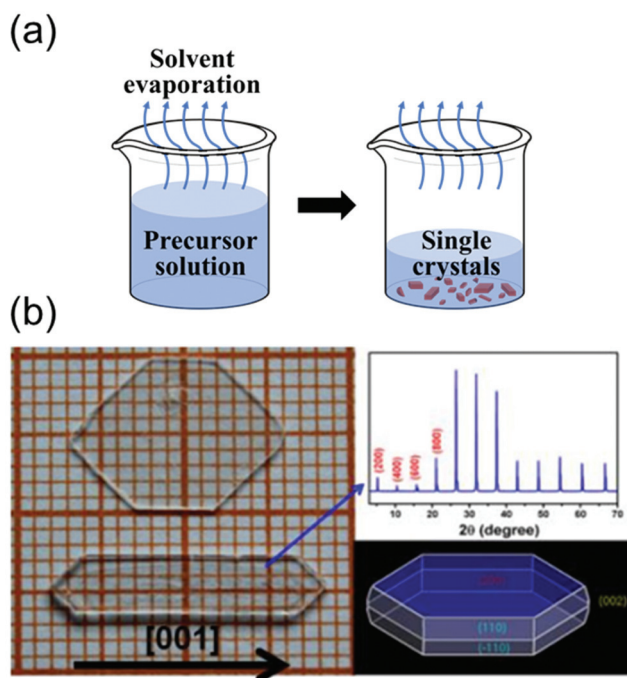 (a)
Solvent
evaporation
Precursor
solution
Single
crystals
(b)
(200)
(400)
(600)
(800)
10 20 30 40 50 60 70
2θ (degree)
[001]
(002)
(110)
(-110)